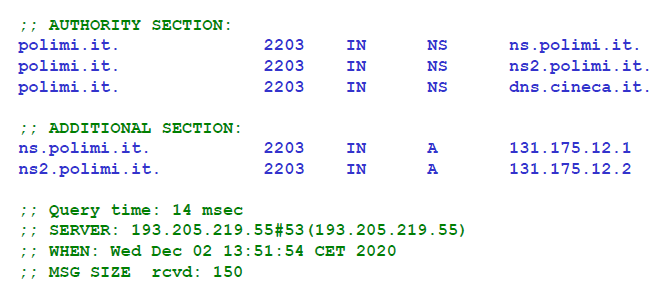 ;; AUTHORITY SECTION:
polimi.it. 2203 IN NS ns.polimi.it.
polimi.it. 2203 IN NS ns2.polimi.it.
polimi.it. 2203 IN NS dns.cineca.it.
;; ADDITIONAL SECTION:
ns.polimi.it. 2203 IN A 131.175.12.1
ns2.polimi.it. 2203 IN A 131.175.12.2
;; Query time: 14 msec
;; SERVER: 193.205.219.55#53(193.205.219.55)
;; WHEN: Wed Dec 02 13:51:54 CET 2020
;; MSG SIZE rcvd: 150